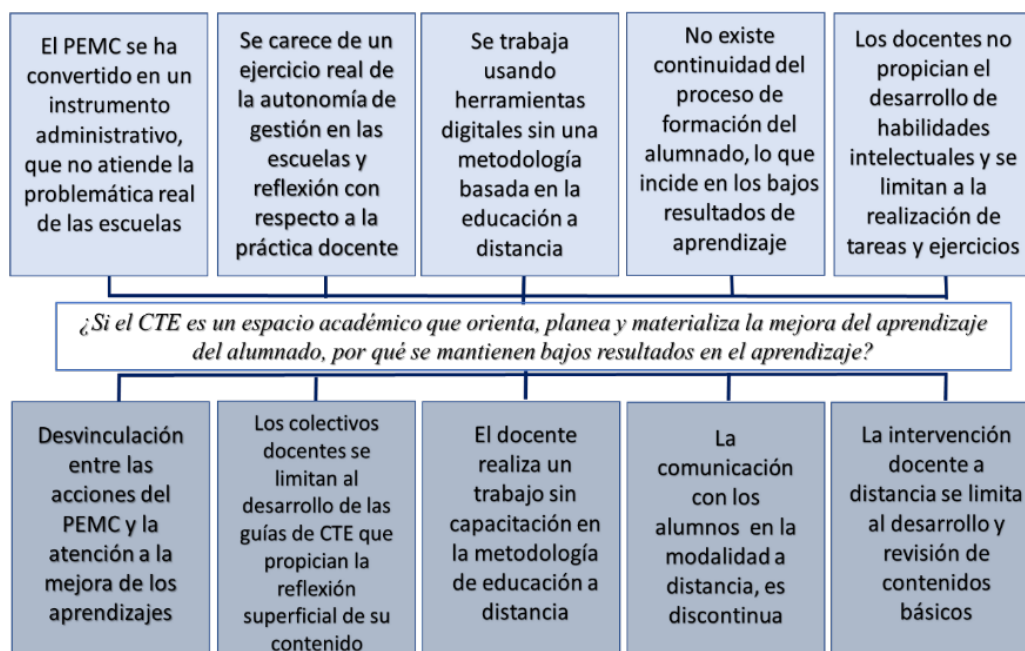 El PEMC se ha
convertido en un
instrumento
administrativo,
que no atiende la
problemática real
de las escuelas
Se carece de un
ejercicio real de
la autonomía de
gestión en las
escuelas y
reflexión con
respecto a la
práctica docente
Se trabaja
usando
herramientas
digitales sin una
metodología
basada en la
educación a
distancia
No existe
continuidad del
proceso de
formación del
alumnado, lo que
incide en los bajos
resultados de
aprendizaje
Los docentes no
propician el
desarrollo de
habilidades
intelectuales y se
limitan a la
realización de
tareas y ejercicios
¿Si el CTE es un espacio académico que orienta, planea y materializa la mejora del aprendizaje
del alumnado, por qué se mantienen bajos resultados en el aprendizaje?
Desvinculación
entre las
acciones del
PEMC y la
atención a la
mejora de los
aprendizajes
Los colectivos
docentes se
limitan al
desarrollo de las
guías de CTE que
propician la
reflexión
superficial de su
contenido
El docente
realiza un
trabajo sin
capacitación en
la metodología
de educación a
distancia
La
comunicación
con los
alumnos en la
modalidad a
distancia, es
discontinua
La intervención
docente a
distancia se limita
al desarrollo y
revisión de
contenidos
básicos